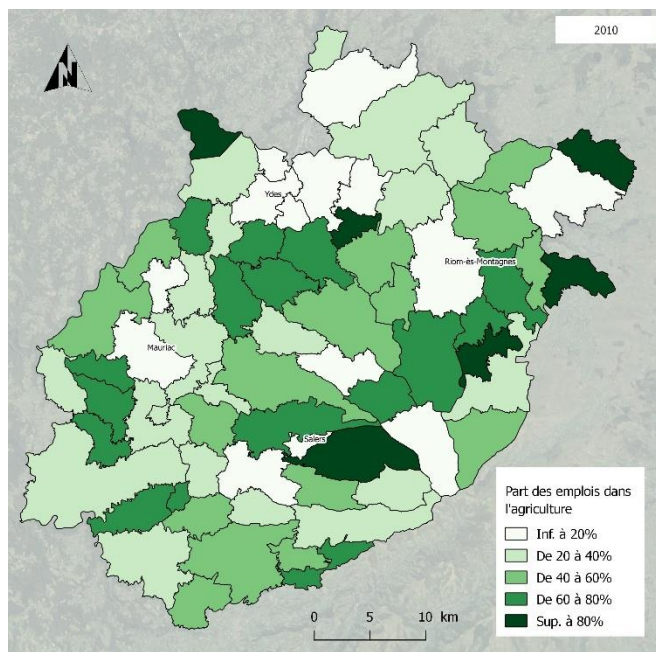 2010
N
Ydes
Riom-ès-Montagnes
Mauriac
Salers
Part des emplois dans
l'agriculture
Inf. à 20%
De 20 à 40%
De 40 à 60%
De 60 à 80%
Sup. à 80%
0 5 10 km